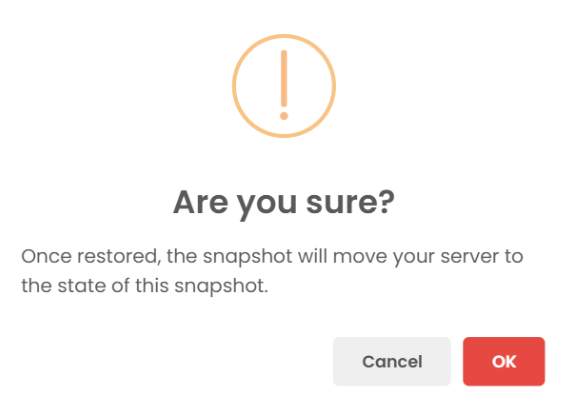 Are you sure?
Once restored, the snapshot will move your server to
the state of this snapshot.
Cancel
OK